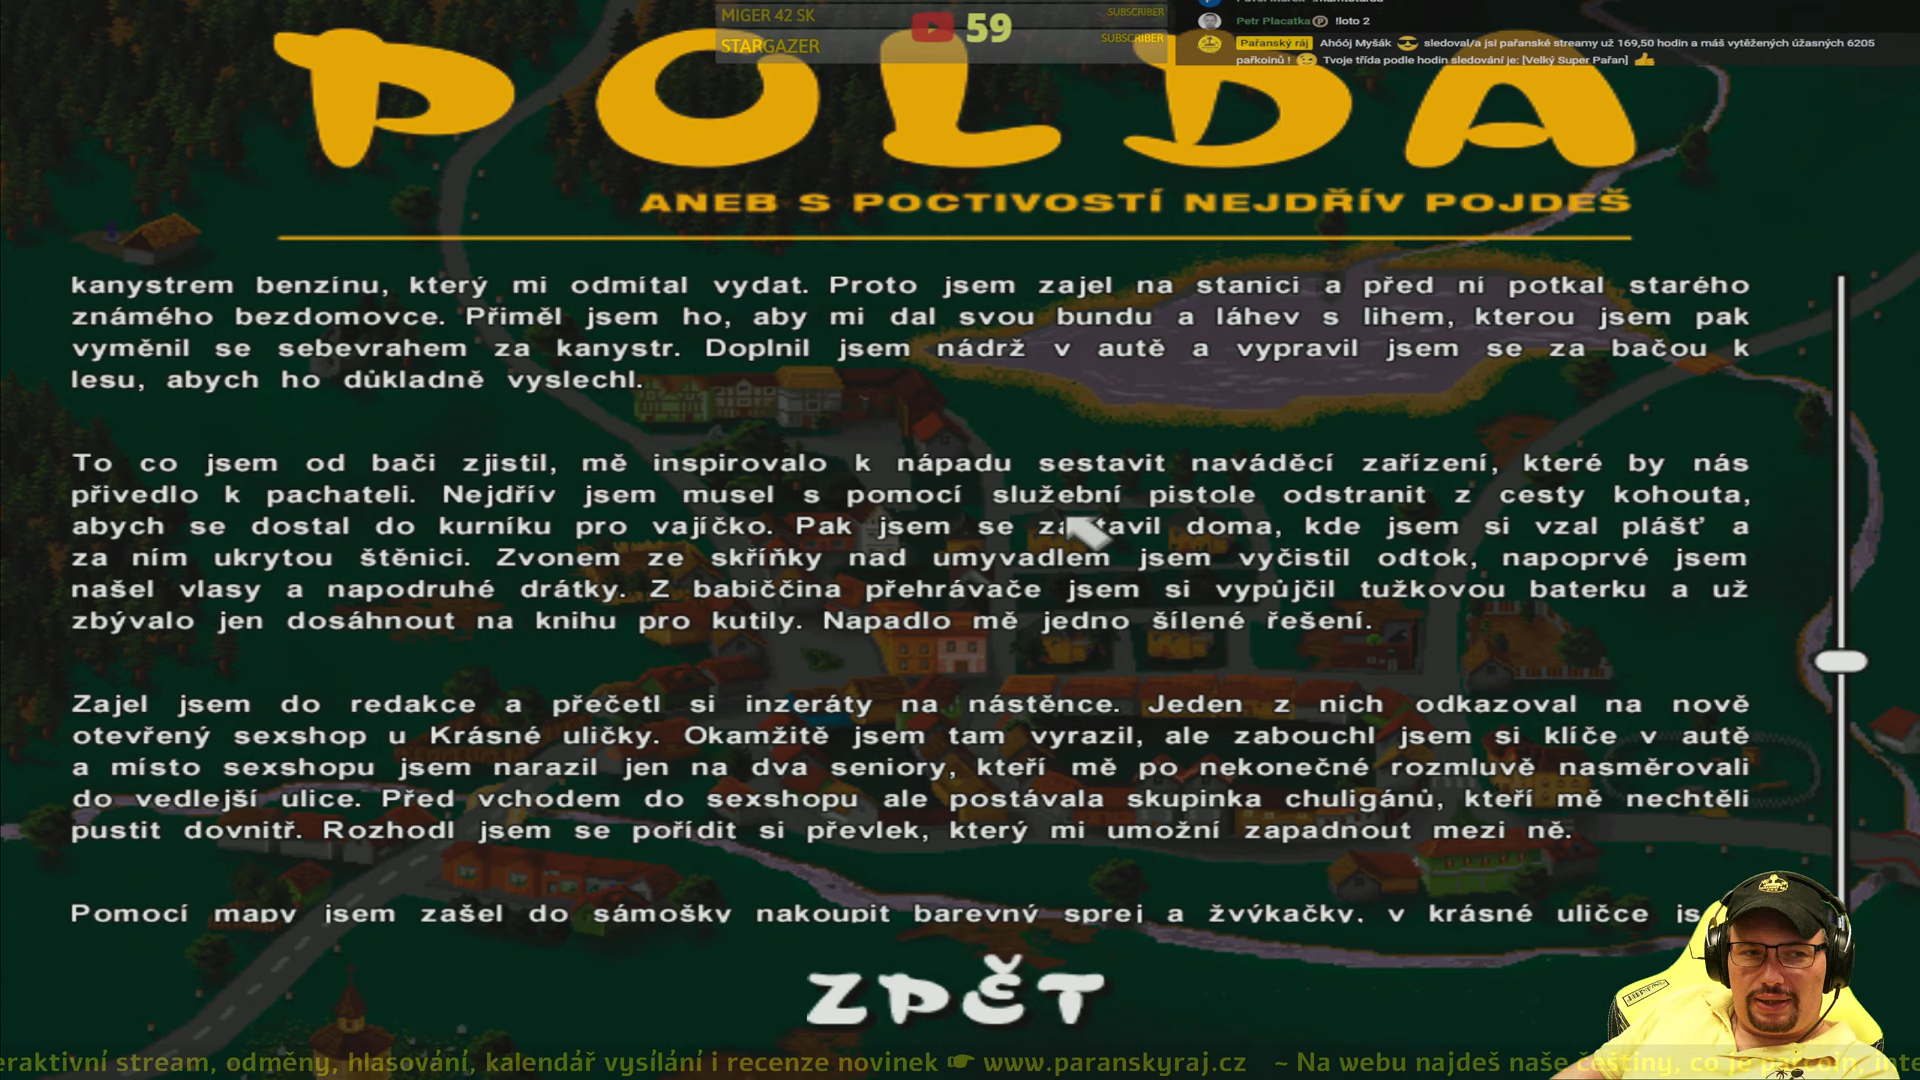 MIGER 42 SK
SUBSCRIBER
STARGAZER
SUBSCRIBER
59
Petr Placatka !loto 2
Pařanský ráj Ahóój Myšák sledoval/a jsi pařanské streamy už 169,50 hodin a máš vytěžených úžasných 6205
pařkoinů ! Tvoje třída podle hodin sledování je: [Velký Super Pařan]
POLDA
ANEB S POCTIVOSTÍ NEJDŘÍV POJDEŠ
kanystrem benzínu, který mi odmítal vydat. Proto jsem zajel na stanici a před ní potkal starého
známého bezdomovce. Přiměl jsem ho, aby mi dal svou bundu a láhev s lihem, kterou jsem pak
vyměnil se sebevrahem za kanystr. Doplnil jsem nádrž v autě a vypravil jsem se za bačou k
lesu, abych ho důkladně vyslechl.
To co jsem od bači zjistil, mě inspirovalo k nápadu sestavit naváděcí zařízení, které by nás
přivedlo k pachateli. Nejdřív jsem musel s pomocí služební pistole odstranit z cesty kohouta,
abych se dostal do kurníku pro vajíčko. Pak jsem se zastavil doma, kde jsem si vzal plášť a
za ním ukrytou štěnici. Zvonem ze skříňky nad umyvadlem jsem vyčistil odtok, napoprvé jsem
našel vlasy a napodruhé drátky. Z babiččina přehrávače jsem si vypůjčil tužkovou baterku a už
zbývalo jen dosáhnout na knihu pro kutily. Napadlo mě jedno šílené řešení.
Zajel jsem do redakce a přečetl si inzeráty na nástěnce. Jeden z nich odkazoval na nově
otevřený sexshop u Krásné uličky. Okamžitě jsem tam vyrazil, ale zabouchl jsem si klíče v autě
a místo sexshopu jsem narazil jen na dva seniory, kteří mě po nekonečné rozmluvě nasměrovali
do vedlejší ulice. Před vchodem do sexshopu ale postávala skupinka chuligánů, kteří mě nechtěli
pustit dovnitř. Rozhodl jsem se pořídit si převlek, který mi umožní zapadnout mezi ně.
Pomocí mapy jsem zašel do sámošky nakoupit barevný sprej a žvýkačky, v krásné uličce js
ZPĚT
eraktivní stream, odměny, hlasování, kalendář vysílání i recenze novinek www.paranskyraj.cz ~ Na webu najdeš naše češtiny, co je